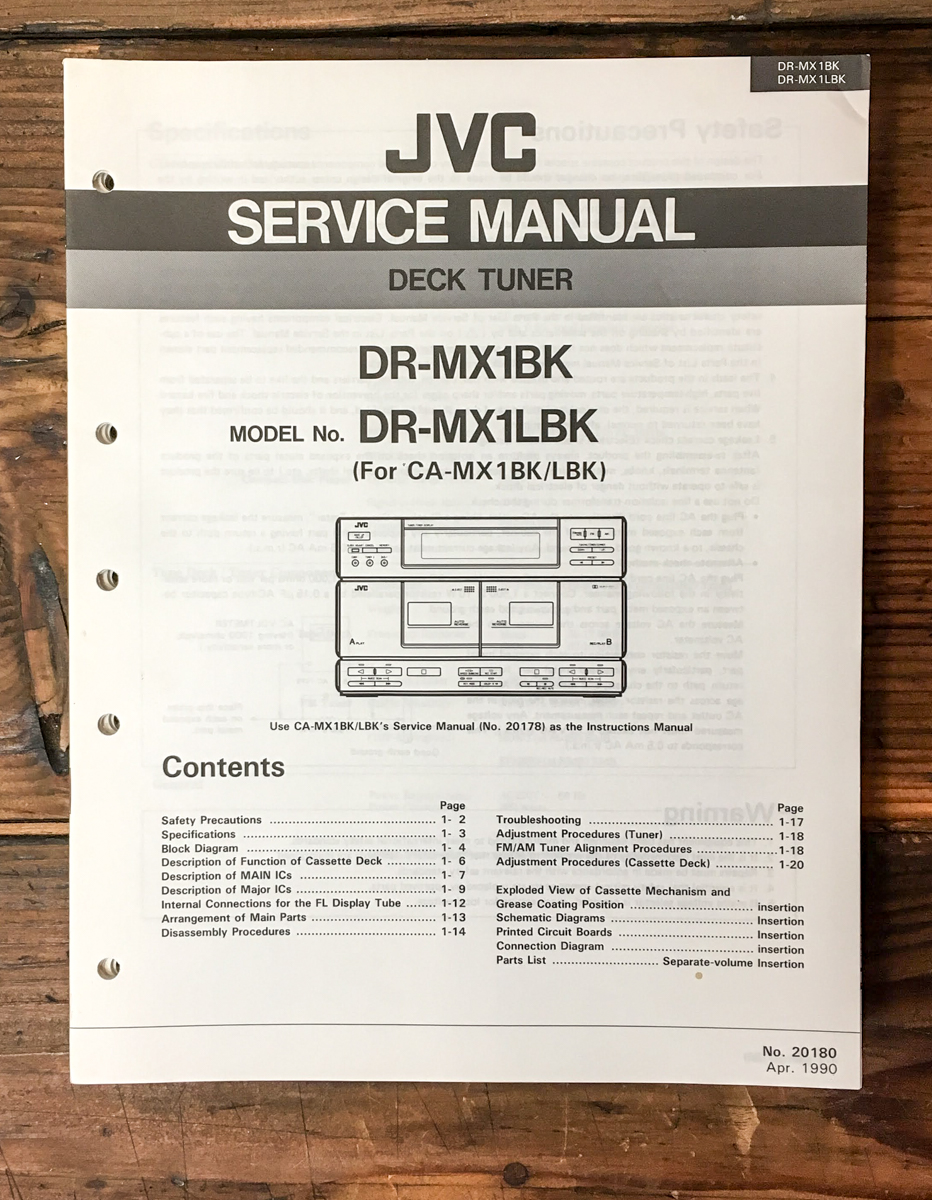 DR-MX1BK
DR-MX1LBK
JVC
SERVICE MANUAL
DECK TUNER
DR-MX1BK
MODEL No. DR-MX1LBK
(For CA-MX1BK/LBK)
JVC
JVC
A PLAY
REC/PLAY B
Use CA-MX1BK/LBK's Service Manual (No. 20178) as the Instructions Manual
Contents
Page
Safety Precautions ........ 1- 2
Specifications ........ 1- 3
Block Diagram ........ 1- 4
Description of Function of Cassette Deck ........ 1- 6
Description of MAIN ICs ........ 1- 7
Description of Major ICs ........ 1- 9
Internal Connections for the FL Display Tube ........ 1-12
Arrangement of Main Parts ........ 1-13
Disassembly Procedures ........ 1-14
Page
Troubleshooting ........ 1-17
Adjustment Procedures (Tuner) ........ 1-18
FM/AM Tuner Alignment Procedures ........ 1-18
Adjustment Procedures (Cassette Deck) ........ 1-20
Exploded View of Cassette Mechanism and
Grease Coating Position ........ insertion
Schematic Diagrams ........ Insertion
Printed Circuit Boards ........ Insertion
Connection Diagram ........ insertion
Parts List ........ Separate-volume Insertion
No. 20180
Apr. 1990